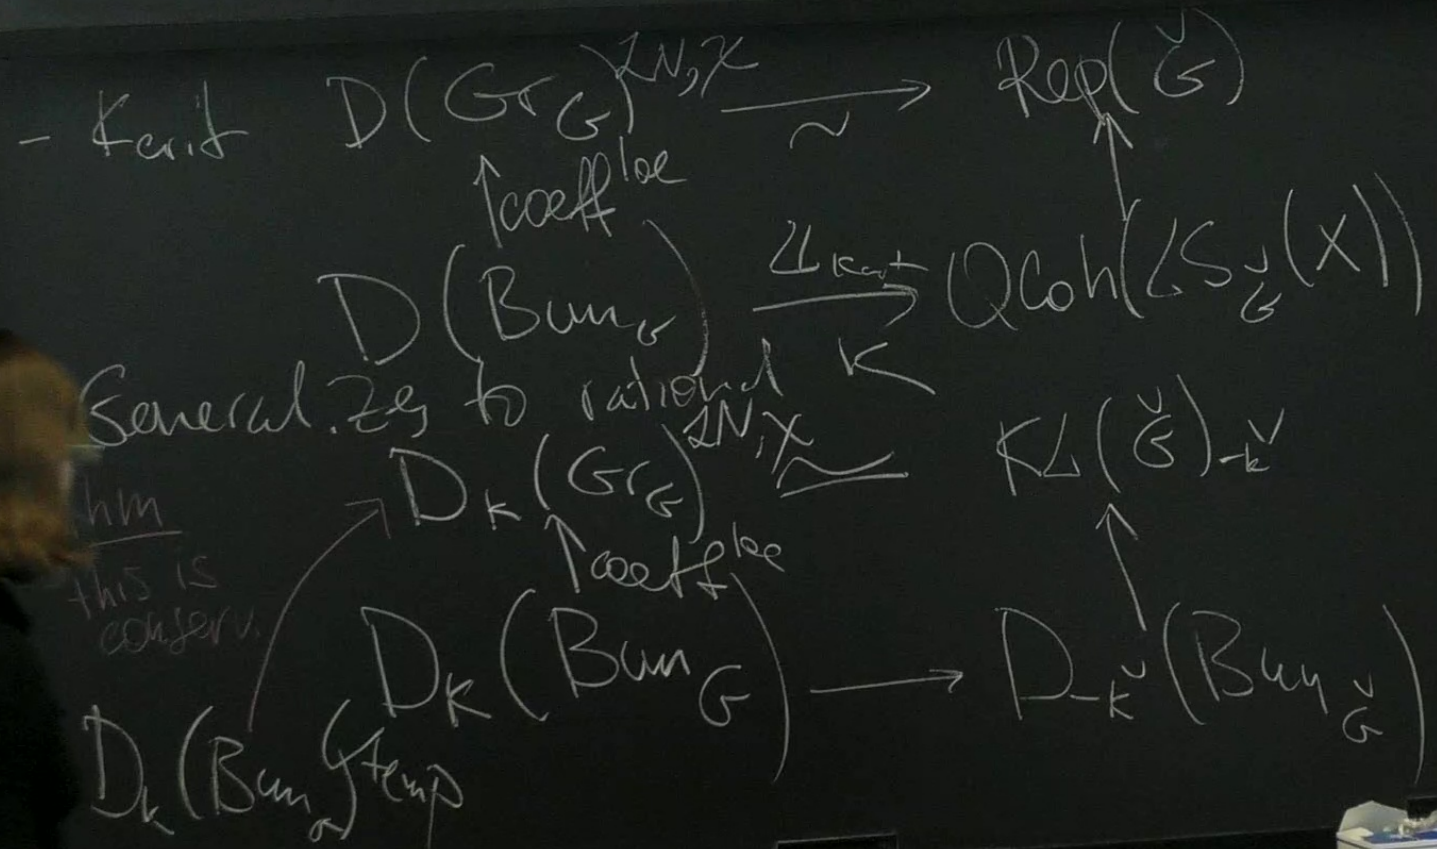 - Kcrit D(Gr_G)^{LN,χ} →~ Rep(Ǧ)
↑coeff^{loc} ↑
D(Bun_G) →^{L_{Kcrit}} QCoh(LS_Ǧ(X))
Generalizes to rational K
D_K(Gr_G)^{LN,χ} ≃ KL(Ǧ)_{-Ǩ}
↑coeff^{loc} ↑
D_K(Bun_G) → D_{-Ǩ}(Bun_Ǧ)
Thm
this is
conserv.
D_k(Bun_G)^{temp}